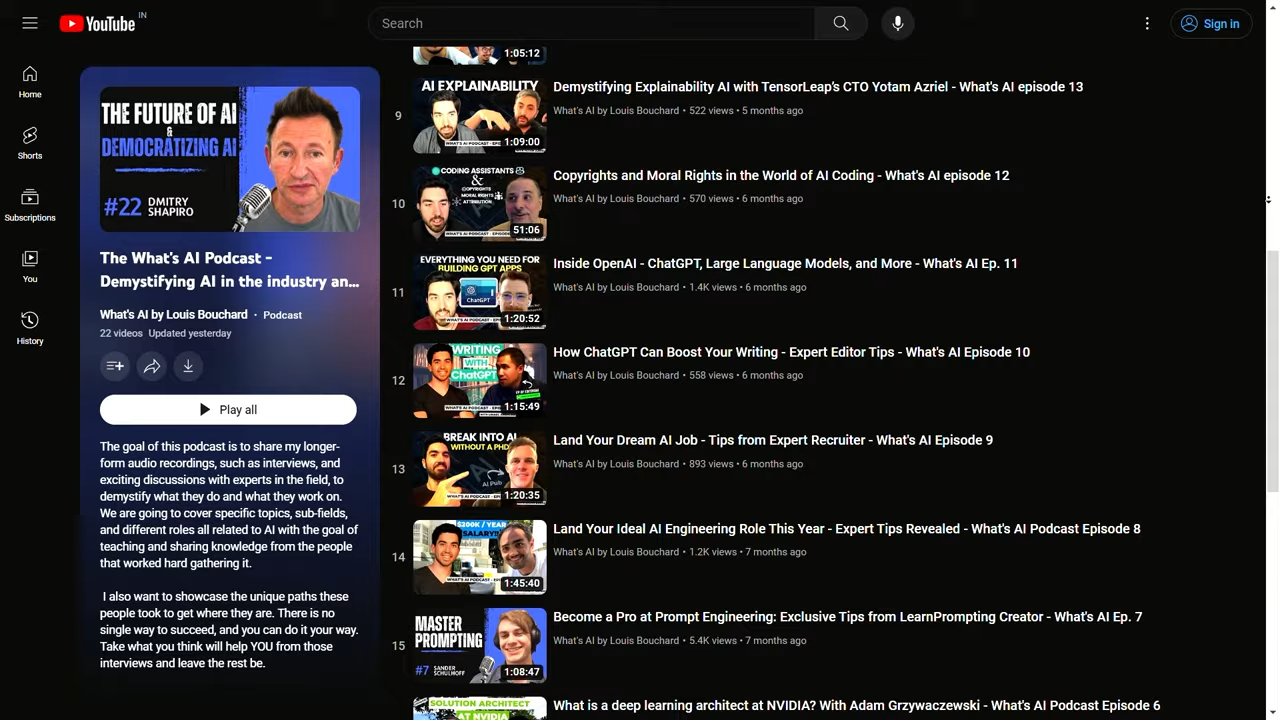 YouTube IN
Search
Sign in
Home
Shorts
Subscriptions
You
History
THE FUTURE OF AI
&
DEMOCRATIZING AI
#22 DMITRY
SHAPIRO
The What's AI Podcast -
Demystifying AI in the industry an...
What's AI by Louis Bouchard · Podcast
22 videos Updated yesterday
Play all
The goal of this podcast is to share my longer-
form audio recordings, such as interviews, and
exciting discussions with experts in the field, to
demystify what they do and what they work on.
We are going to cover specific topics, sub-fields,
and different roles all related to AI with the goal of
teaching and sharing knowledge from the people
that worked hard gathering it.
I also want to showcase the unique paths these
people took to get where they are. There is no
single way to succeed, and you can do it your way.
Take what you think will help YOU from those
interviews and leave the rest be.
1:05:12
9
AI EXPLAINABILITY
1:09:00
Demystifying Explainability AI with TensorLeap's CTO Yotam Azriel - What's AI episode 13
What's AI by Louis Bouchard • 522 views • 5 months ago
10
CODING ASSISTANTS
&
COPYRIGHTS
MORAL RIGHTS
ATTRIBUTION
51:06
Copyrights and Moral Rights in the World of AI Coding - What's AI episode 12
What's AI by Louis Bouchard • 570 views • 6 months ago
11
EVERYTHING YOU NEED FOR
BUILDING GPT APPS
ChatGPT
1:20:52
Inside OpenAI - ChatGPT, Large Language Models, and More - What's AI Ep. 11
What's AI by Louis Bouchard • 1.4K views • 6 months ago
12
WRITING
WITH
ChatGPT
1:15:49
How ChatGPT Can Boost Your Writing - Expert Editor Tips - What's AI Episode 10
What's AI by Louis Bouchard • 558 views • 6 months ago
13
BREAK INTO AI
WITHOUT A PHD
AI Pub
1:20:35
Land Your Dream AI Job - Tips from Expert Recruiter - What's AI Episode 9
What's AI by Louis Bouchard • 893 views • 6 months ago
14
$200K / YEAR
SALARY
1:45:40
Land Your Ideal AI Engineering Role This Year - Expert Tips Revealed - What's AI Podcast Episode 8
What's AI by Louis Bouchard • 1.2K views • 7 months ago
15
MASTER
PROMPTING
#7 SANDER
SCHULHOFF
1:08:47
Become a Pro at Prompt Engineering: Exclusive Tips from LearnPrompting Creator - What's AI Ep. 7
What's AI by Louis Bouchard • 5.4K views • 7 months ago
SOLUTION ARCHITECT
AT NVIDIA
What is a deep learning architect at NVIDIA? With Adam Grzywaczewski - What's AI Podcast Episode 6